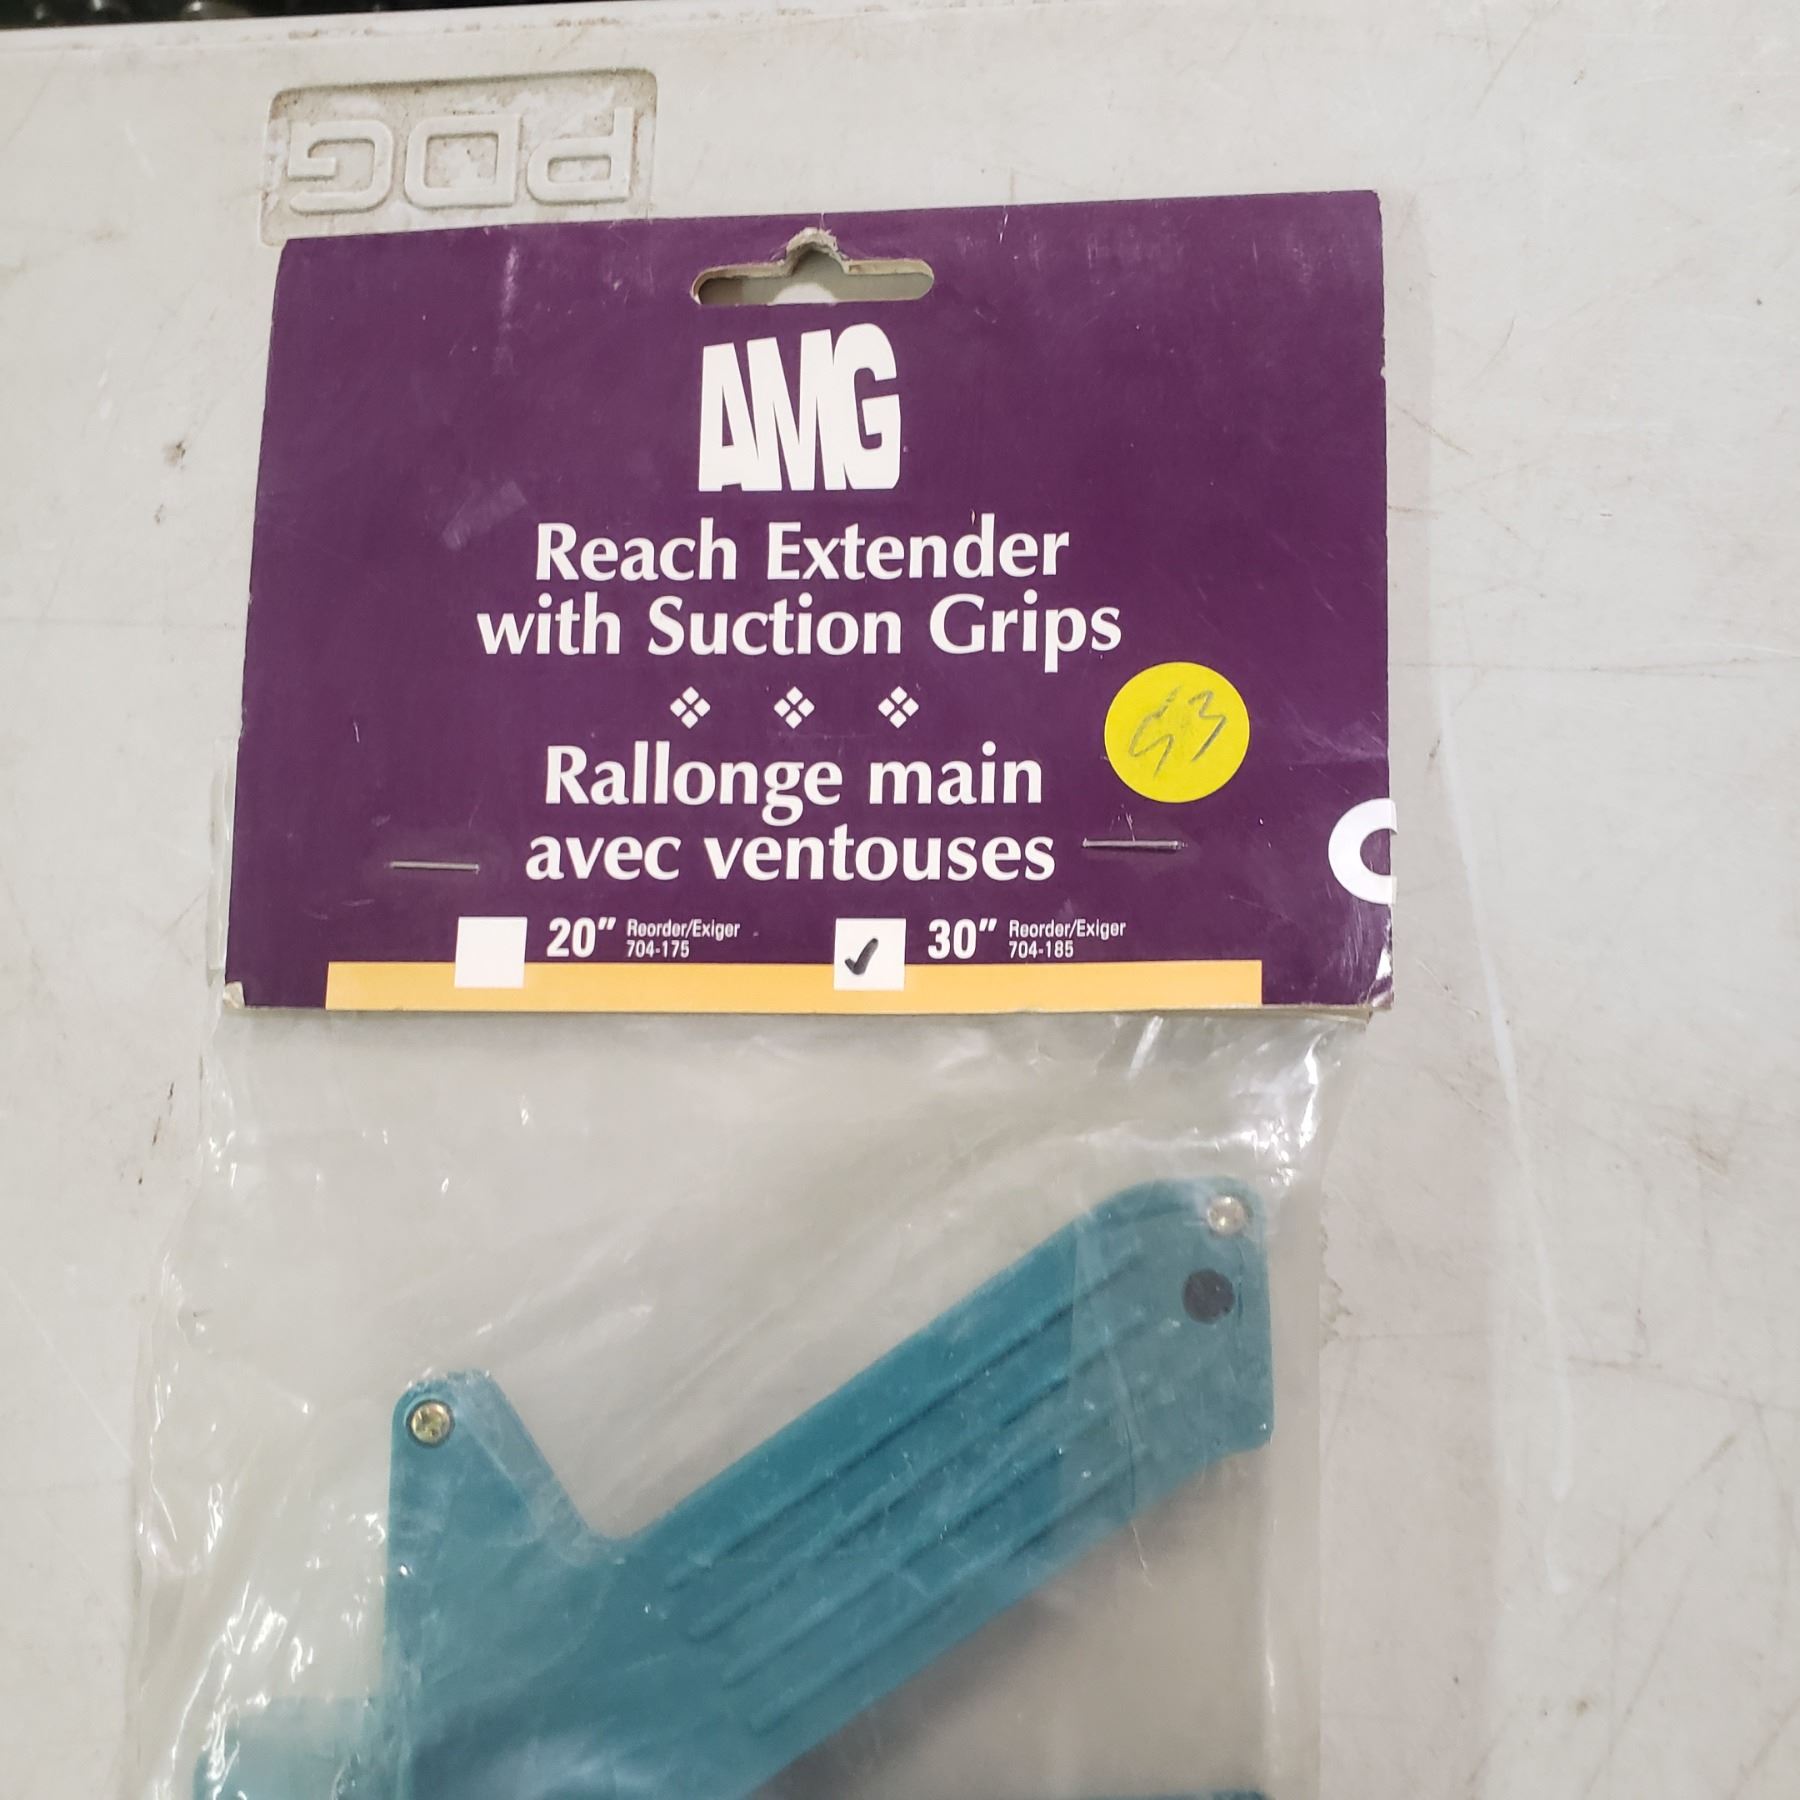 PDG
AMG
Reach Extender
with Suction Grips
Rallonge main
avec ventouses
20" Reorder/Exiger
704-175
✓ 30" Reorder/Exiger
704-185